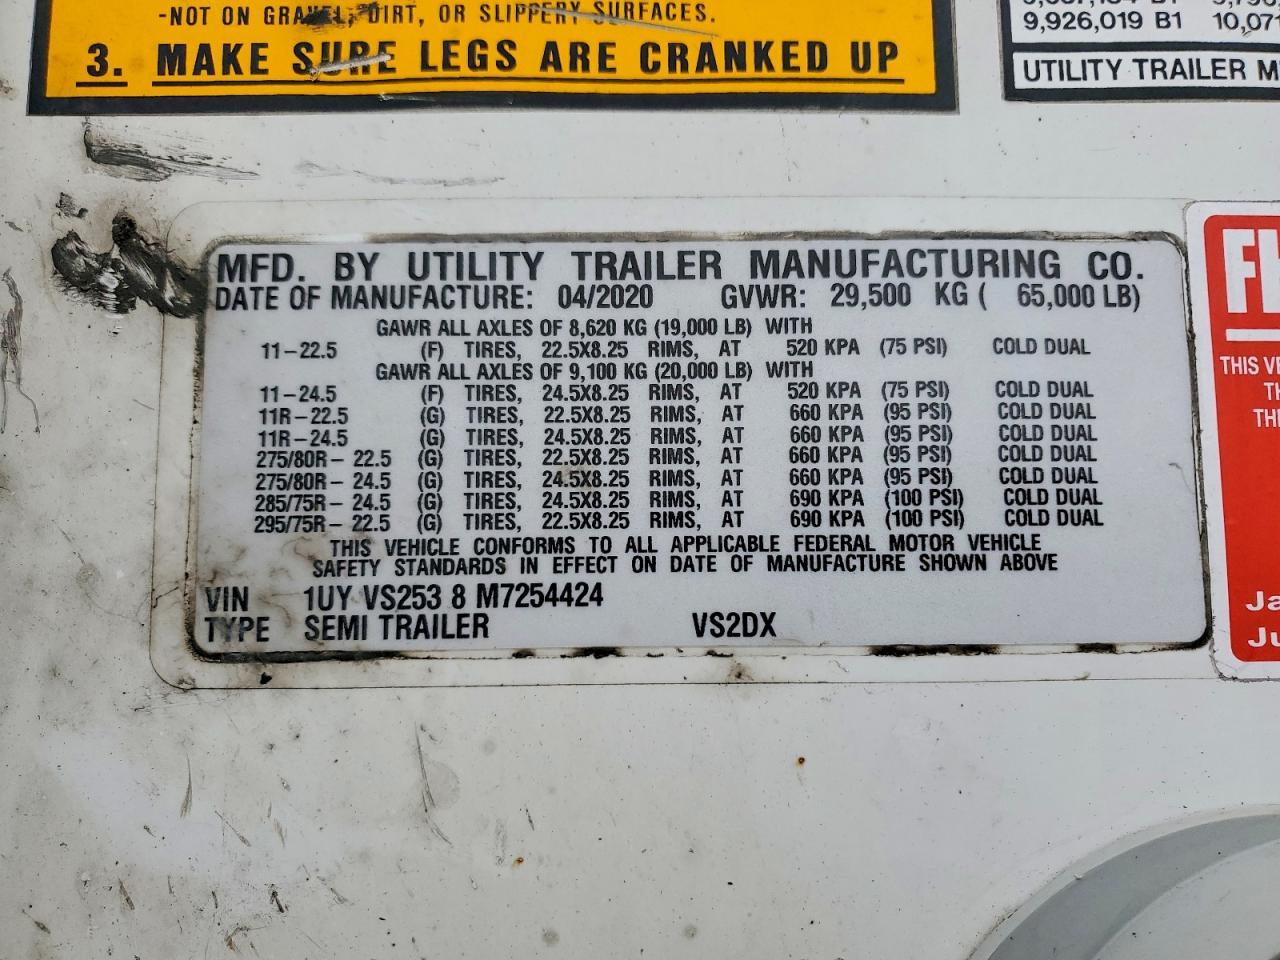 -NOT ON GRAVEL, DIRT, OR SLIPPERY SURFACES.
3. MAKE SURE LEGS ARE CRANKED UP
9,926,019 B1
UTILITY TRAILER
MFD. BY UTILITY TRAILER MANUFACTURING CO.
DATE OF MANUFACTURE: 04/2020 GVWR: 29,500 KG ( 65,000 LB)
GAWR ALL AXLES OF 8,620 KG (19,000 LB) WITH
11-22.5 (F) TIRES, 22.5X8.25 RIMS, AT 520 KPA (75 PSI) COLD DUAL
GAWR ALL AXLES OF 9,100 KG (20,000 LB) WITH
11-24.5 (F) TIRES, 24.5X8.25 RIMS, AT 520 KPA (75 PSI) COLD DUAL
11R-22.5 (G) TIRES, 22.5X8.25 RIMS, AT 660 KPA (95 PSI) COLD DUAL
11R-24.5 (G) TIRES, 24.5X8.25 RIMS, AT 660 KPA (95 PSI) COLD DUAL
275/80R- 22.5 (G) TIRES, 22.5X8.25 RIMS, AT 660 KPA (95 PSI) COLD DUAL
275/80R- 24.5 (G) TIRES, 24.5X8.25 RIMS, AT 660 KPA (95 PSI) COLD DUAL
285/75R- 24.5 (G) TIRES, 24.5X8.25 RIMS, AT 690 KPA (100 PSI) COLD DUAL
295/75R- 22.5 (G) TIRES, 22.5X8.25 RIMS, AT 690 KPA (100 PSI) COLD DUAL
THIS VEHICLE CONFORMS TO ALL APPLICABLE FEDERAL MOTOR VEHICLE
SAFETY STANDARDS IN EFFECT ON DATE OF MANUFACTURE SHOWN ABOVE
VIN 1UY VS253 8 M7254424
TYPE SEMI TRAILER VS2DX
THIS